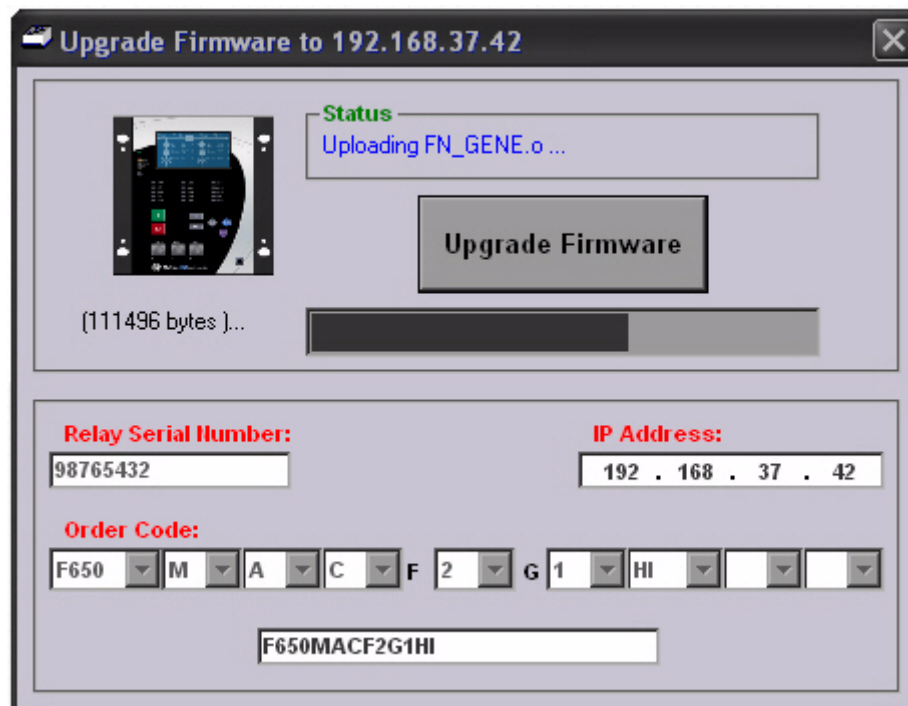 Upgrade Firmware to 192.168.37.42
Status
Uploading FN_GENE.o ...
Upgrade Firmware
(111496 bytes )...
Relay Serial Number:
IP Address:
98765432
192 . 168 . 37 . 42
Order Code:
F650 M A C F 2 G 1 HI
F650MACF2G1HI